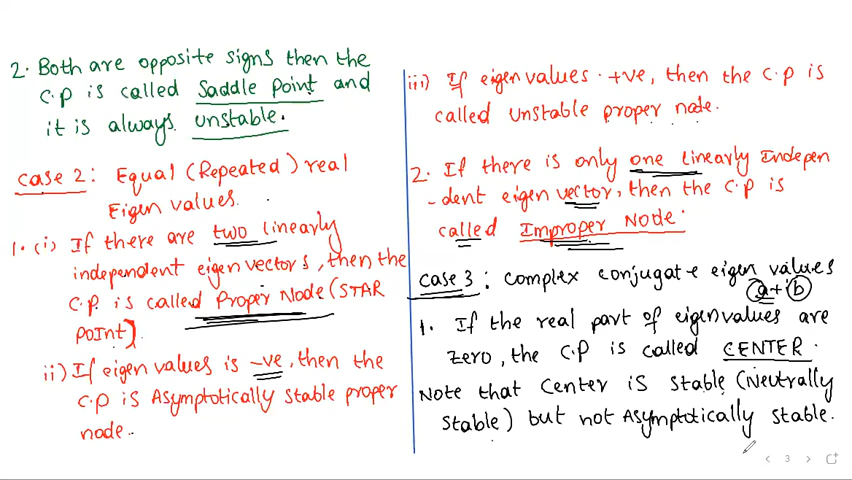 2. Both are opposite signs then the
C.P is called Saddle Point and
it is always unstable.
Case 2: Equal (Repeated) real
Eigen values.
1. (i) If there are two linearly
independent eigen vectors, then the
C.P. is called Proper Node (STAR
POINT)
ii) If eigen values is -ve, then the
C.P is Asymptotically stable proper
node.
iii) If eigen values +ve, then the C.P is
called unstable proper node.
2. If there is only one linearly Indepen
-dent eigen vector, then the C.P is
called Improper Node.
Case 3: Complex conjugate eigen values
a+ib
1. If the real part of eigen values are
zero, the C.P is called CENTER.
Note that Center is stable (Neutrally
stable) but not Asymptotically stable.
3